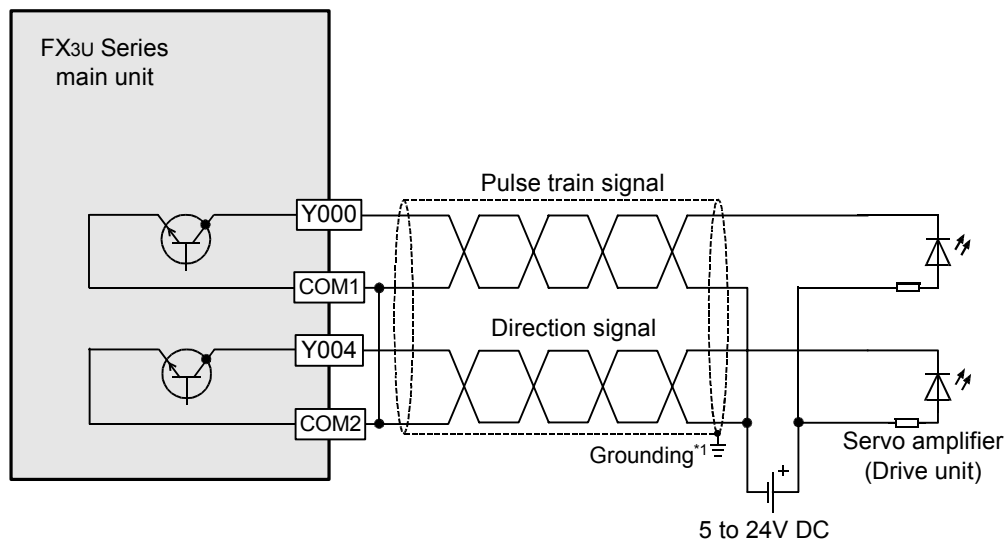 FX3U Series
main unit
Pulse train signal
Y000
COM1
Direction signal
Y004
COM2
Grounding*1
Servo amplifier
(Drive unit)
+
5 to 24V DC